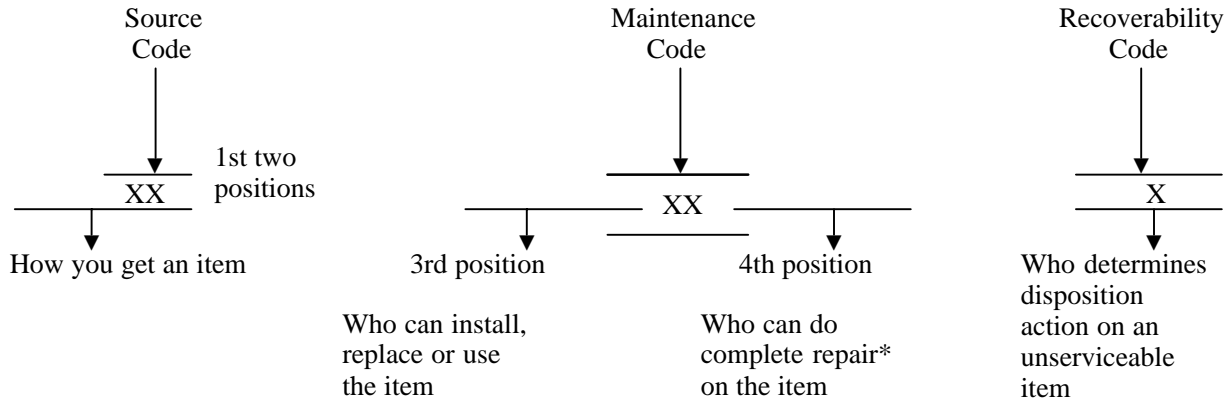 Source
Code
1st two
positions
XX
How you get an item
Maintenance
Code
XX
3rd position
Who can install,
replace or use
the item
4th position
Who can do
complete repair*
on the item
Recoverability
Code
X
Who determines
disposition
action on an
unserviceable
item